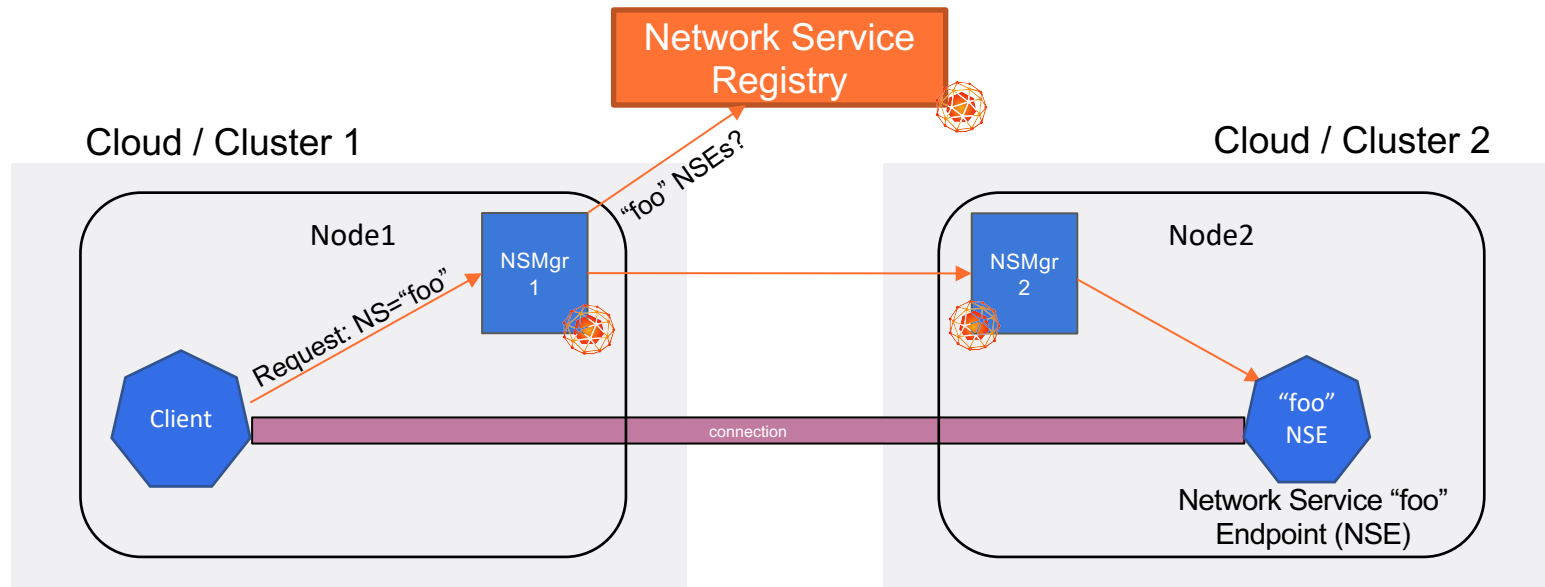 Network Service
Registry
Cloud / Cluster 1
Cloud / Cluster 2
“foo” NSEs?
Node1
NSMgr
1
Request: NS=“foo”
Client
connection
Node2
NSMgr
2
“foo”
NSE
Network Service “foo”
Endpoint (NSE)